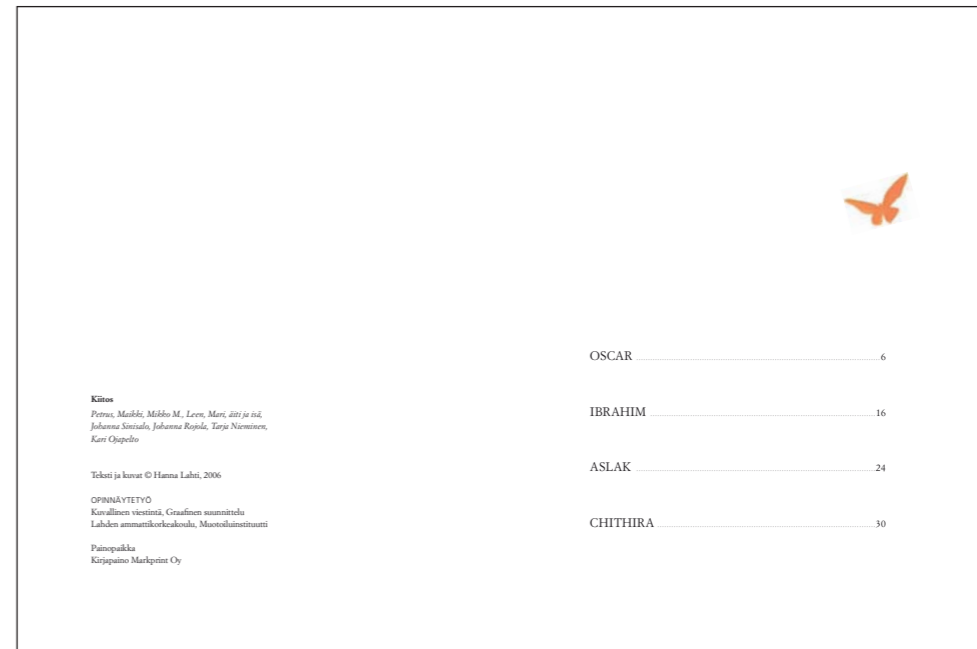 Kiitos
Petrus, Maikki, Mikko M., Leen, Mari, äiti ja isä,
Johanna Sinisalo, Johanna Rojola, Tarja Nieminen,
Kari Ojapelto
Teksti ja kuvat © Hanna Lahti, 2006
OPINNÄYTETYÖ
Kuvallinen viestintä, Graafinen suunnittelu
Lahden ammattikorkeakoulu, Muotoiluinstituutti
Painopaikka
Kirjapaino Markprint Oy
OSCAR 6
IBRAHIM 16
ASLAK 24
CHITHIRA 30